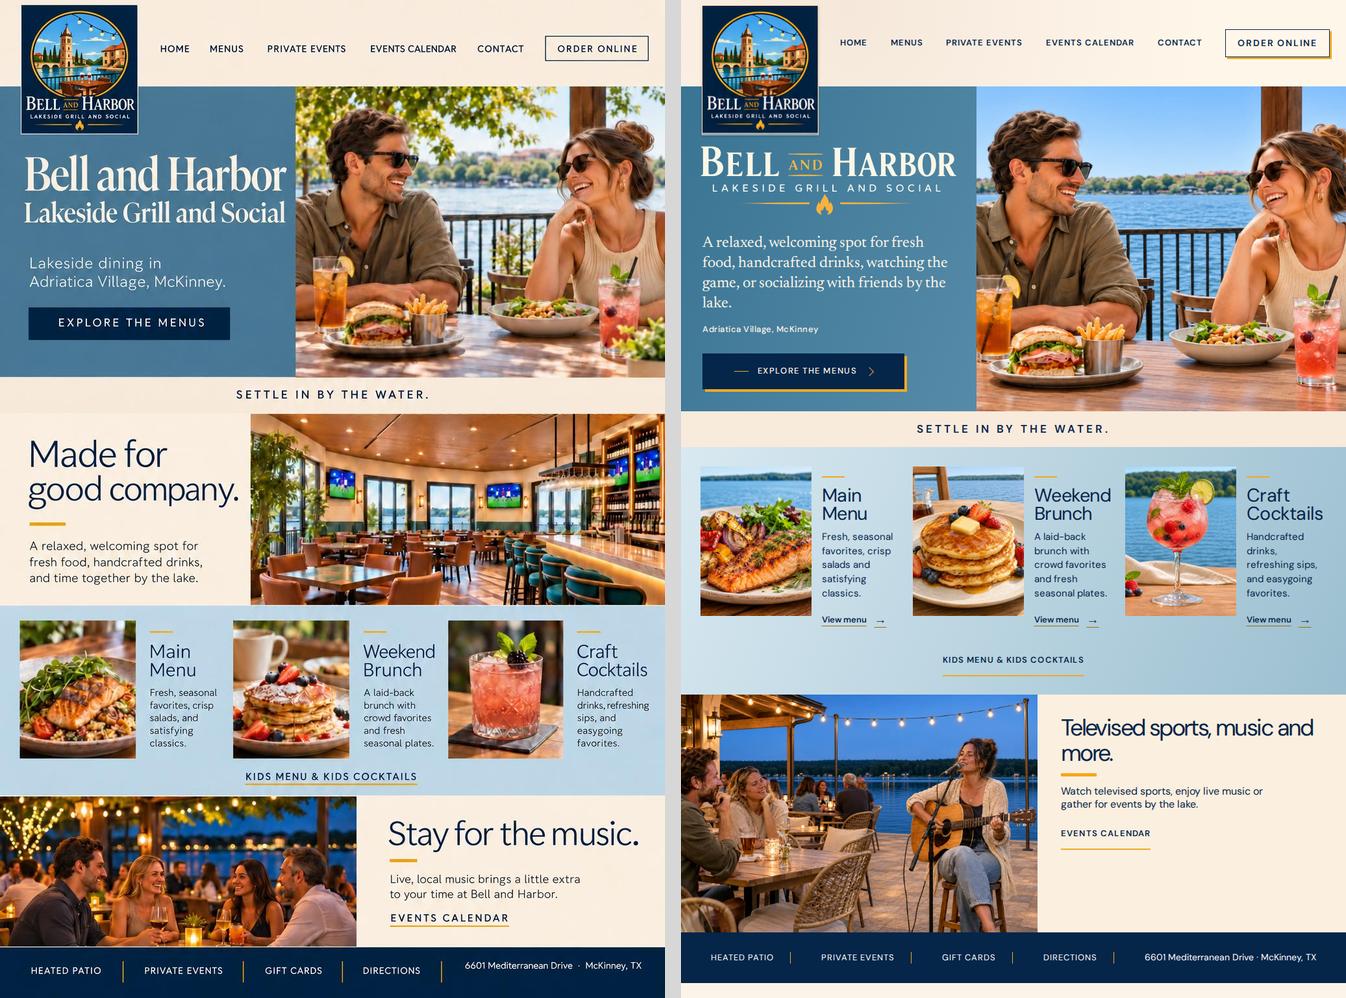 BELL AND HARBOR
LAKESIDE GRILL AND SOCIAL
HOME
MENUS
PRIVATE EVENTS
EVENTS CALENDAR
CONTACT
ORDER ONLINE
Bell and Harbor
Lakeside Grill and Social
Lakeside dining in
Adriatica Village, McKinney.
EXPLORE THE MENUS
SETTLE IN BY THE WATER.
Made for
good company.
A relaxed, welcoming spot for
fresh food, handcrafted drinks,
and time together by the lake.
Main
Menu
Fresh, seasonal
favorites, crisp
salads, and
satisfying
classics.
Weekend
Brunch
A laid-back
brunch with
crowd favorites
and fresh
seasonal plates.
Craft
Cocktails
Handcrafted
drinks, refreshing
sips, and
easygoing
favorites.
KIDS MENU & KIDS COCKTAILS
Stay for the music.
Live, local music brings a little extra
to your time at Bell and Harbor.
EVENTS CALENDAR
HEATED PATIO
PRIVATE EVENTS
GIFT CARDS
DIRECTIONS
6601 Mediterranean Drive · McKinney, TX
BELL AND HARBOR
LAKESIDE GRILL AND SOCIAL
HOME
MENUS
PRIVATE EVENTS
EVENTS CALENDAR
CONTACT
ORDER ONLINE
BELL AND HARBOR
LAKESIDE GRILL AND SOCIAL
A relaxed, welcoming spot for fresh
food, handcrafted drinks, watching the
game, or socializing with friends by the
lake.
Adriatica Village, McKinney
EXPLORE THE MENUS
SETTLE IN BY THE WATER.
Main
Menu
Fresh, seasonal
favorites, crisp
salads and
satisfying
classics.
View menu →
Weekend
Brunch
A laid-back
brunch with
crowd favorites
and fresh
seasonal plates.
View menu →
Craft
Cocktails
Handcrafted
drinks,
refreshing sips,
and easygoing
favorites.
View menu →
KIDS MENU & KIDS COCKTAILS
Televised sports, music and
more.
Watch televised sports, enjoy live music or
gather for events by the lake.
EVENTS CALENDAR
HEATED PATIO
PRIVATE EVENTS
GIFT CARDS
DIRECTIONS
6601 Mediterranean Drive · McKinney, TX